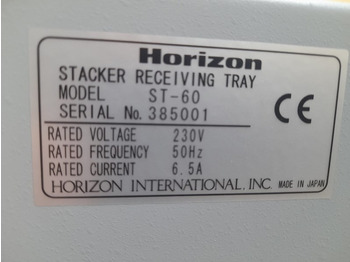 Horizon
STACKER RECEIVING TRAY
MODEL ST-60
SERIAL No. 385001
CE
RATED VOLTAGE 230V
RATED FREQUENCY 50Hz
RATED CURRENT 6.5A
HORIZON INTERNATIONAL. INC. MADE IN JAPAN